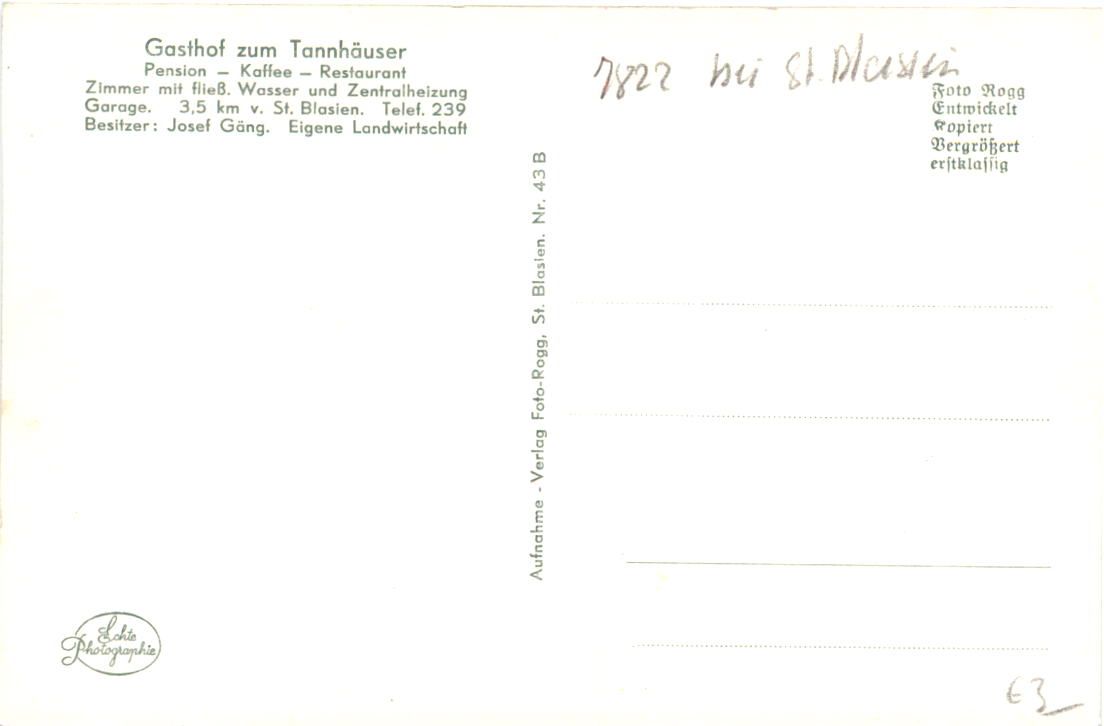 Gasthof zum Tannhäuser
Pension – Kaffee – Restaurant
Zimmer mit fließ. Wasser und Zentralheizung
Garage. 3,5 km v. St. Blasien. Telef. 239
Besitzer: Josef Gäng. Eigene Landwirtschaft
7822 bei St. Blasien
Foto Rogg
Entwickelt
Kopiert
Vergrößert
erstklassig
Aufnahme - Verlag Foto-Rogg, St. Blasien. Nr. 43 B
Echte
Photographie
€3